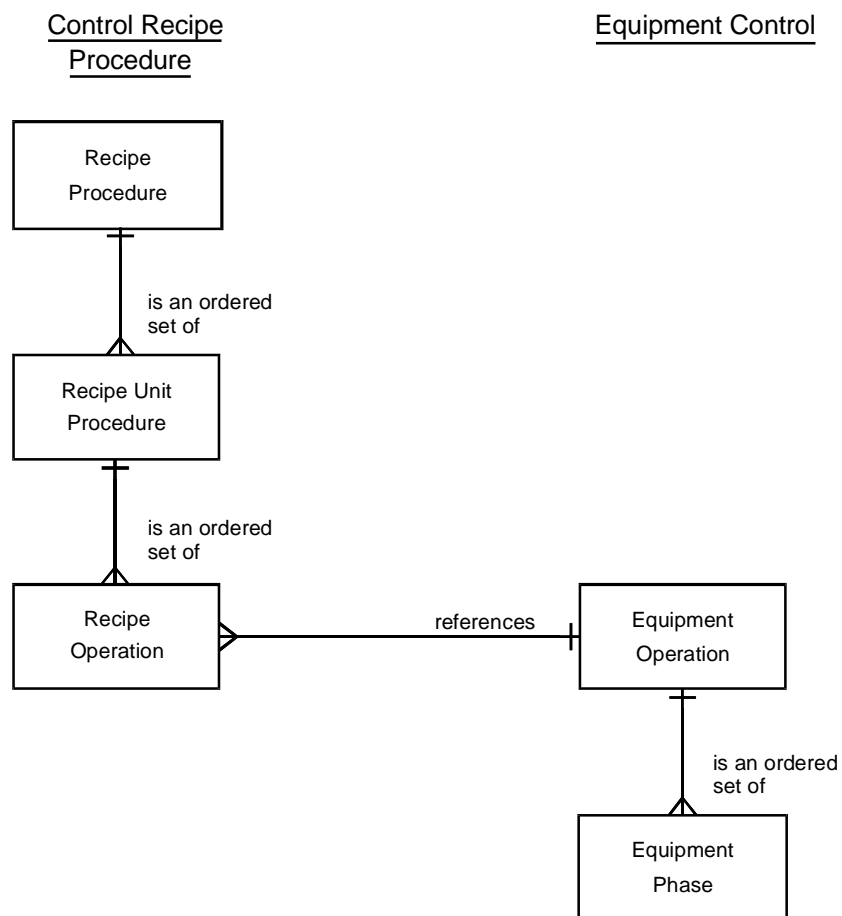 Control Recipe
Procedure
Equipment Control
Recipe
Procedure
is an ordered
set of
Recipe Unit
Procedure
is an ordered
set of
Recipe
Operation
references
Equipment
Operation
is an ordered
set of
Equipment
Phase